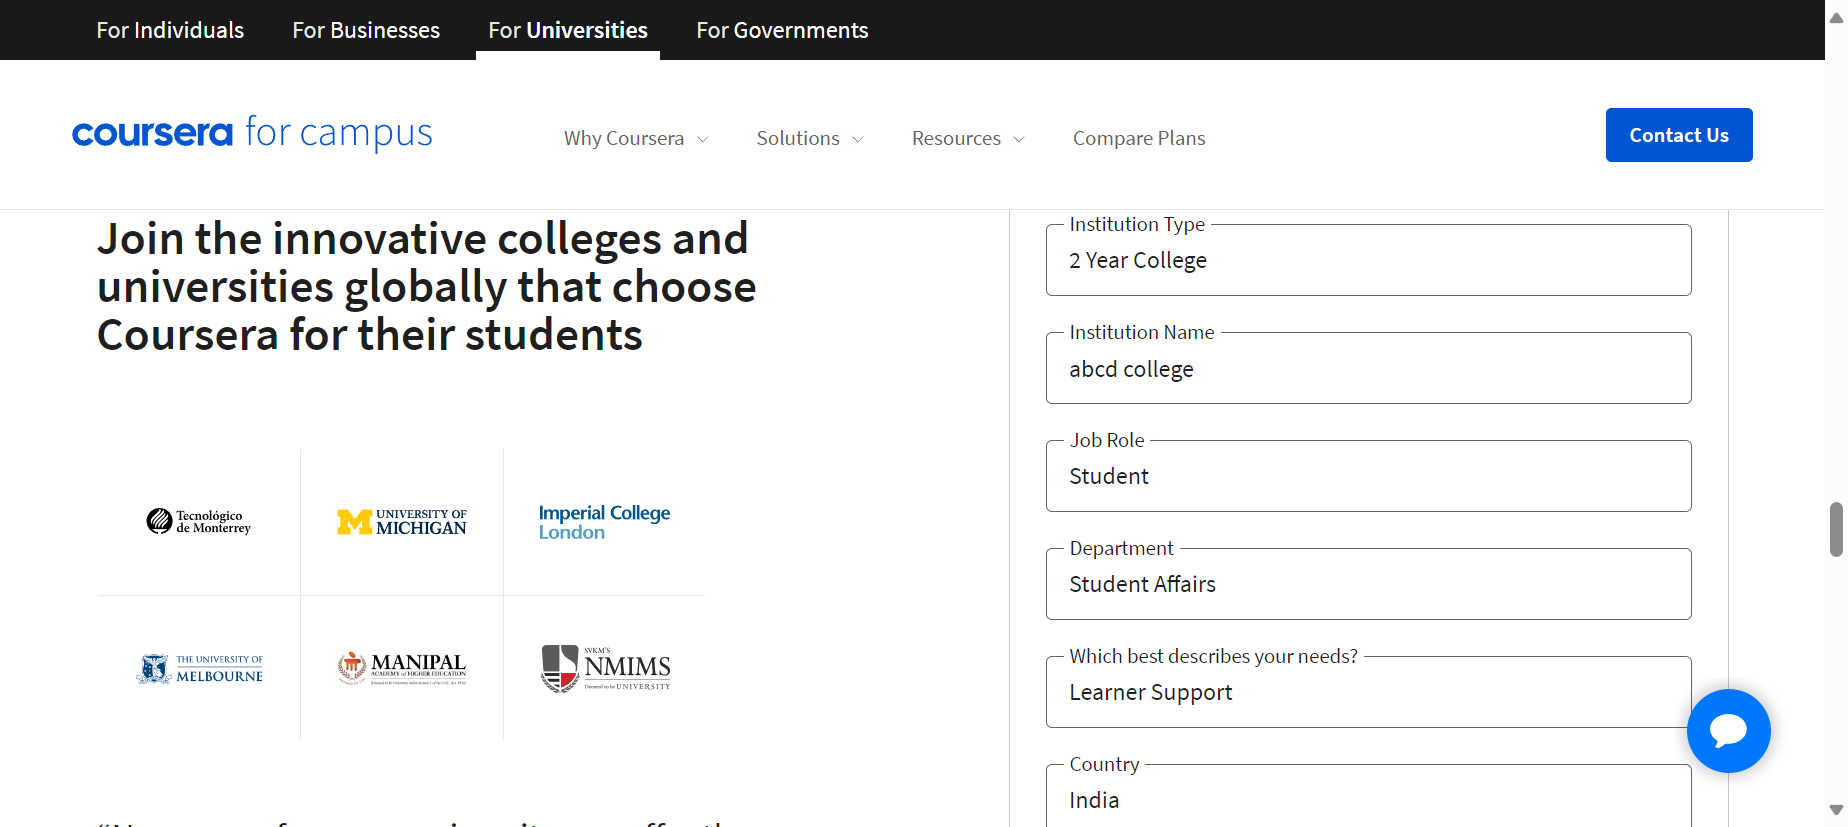 For Individuals
For Businesses
For Universities
For Governments
coursera for campus
Why Coursera
Solutions
Resources
Compare Plans
Contact Us
Join the innovative colleges and
universities globally that choose
Coursera for their students
Tecnológico
de Monterrey
M UNIVERSITY OF
MICHIGAN
Imperial College
London
THE UNIVERSITY OF
MELBOURNE
MANIPAL
ACADEMY of HIGHER EDUCATION
SVKM'S
NMIMS
Deemed to be UNIVERSITY
Institution Type
2 Year College
Institution Name
abcd college
Job Role
Student
Department
Student Affairs
Which best describes your needs?
Learner Support
Country
India